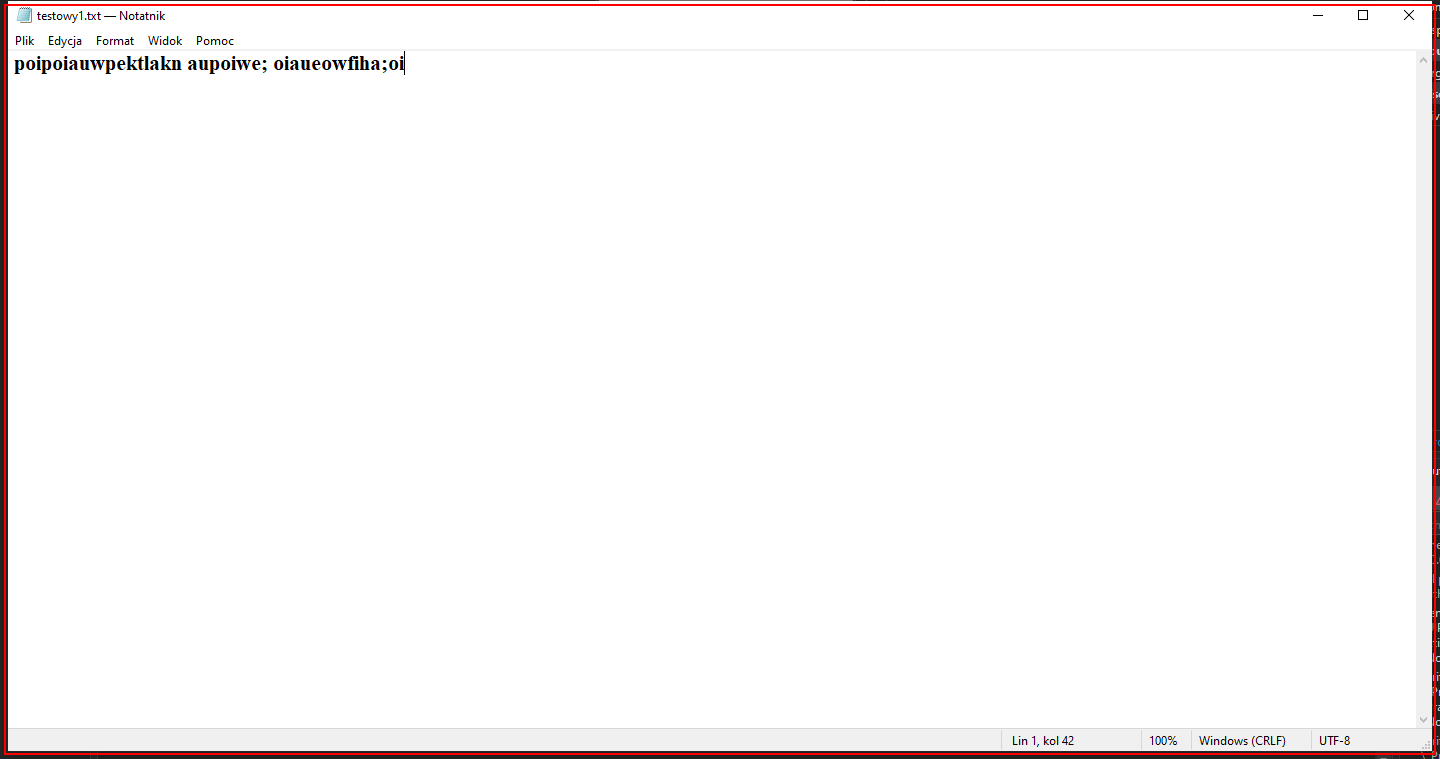 testowy1.txt — Notatnik
Plik Edycja Format Widok Pomoc
poipoiauwpektlakn aupoiwe; oiaueowfiha;oi
Lin 1, kol 42 100% Windows (CRLF) UTF-8